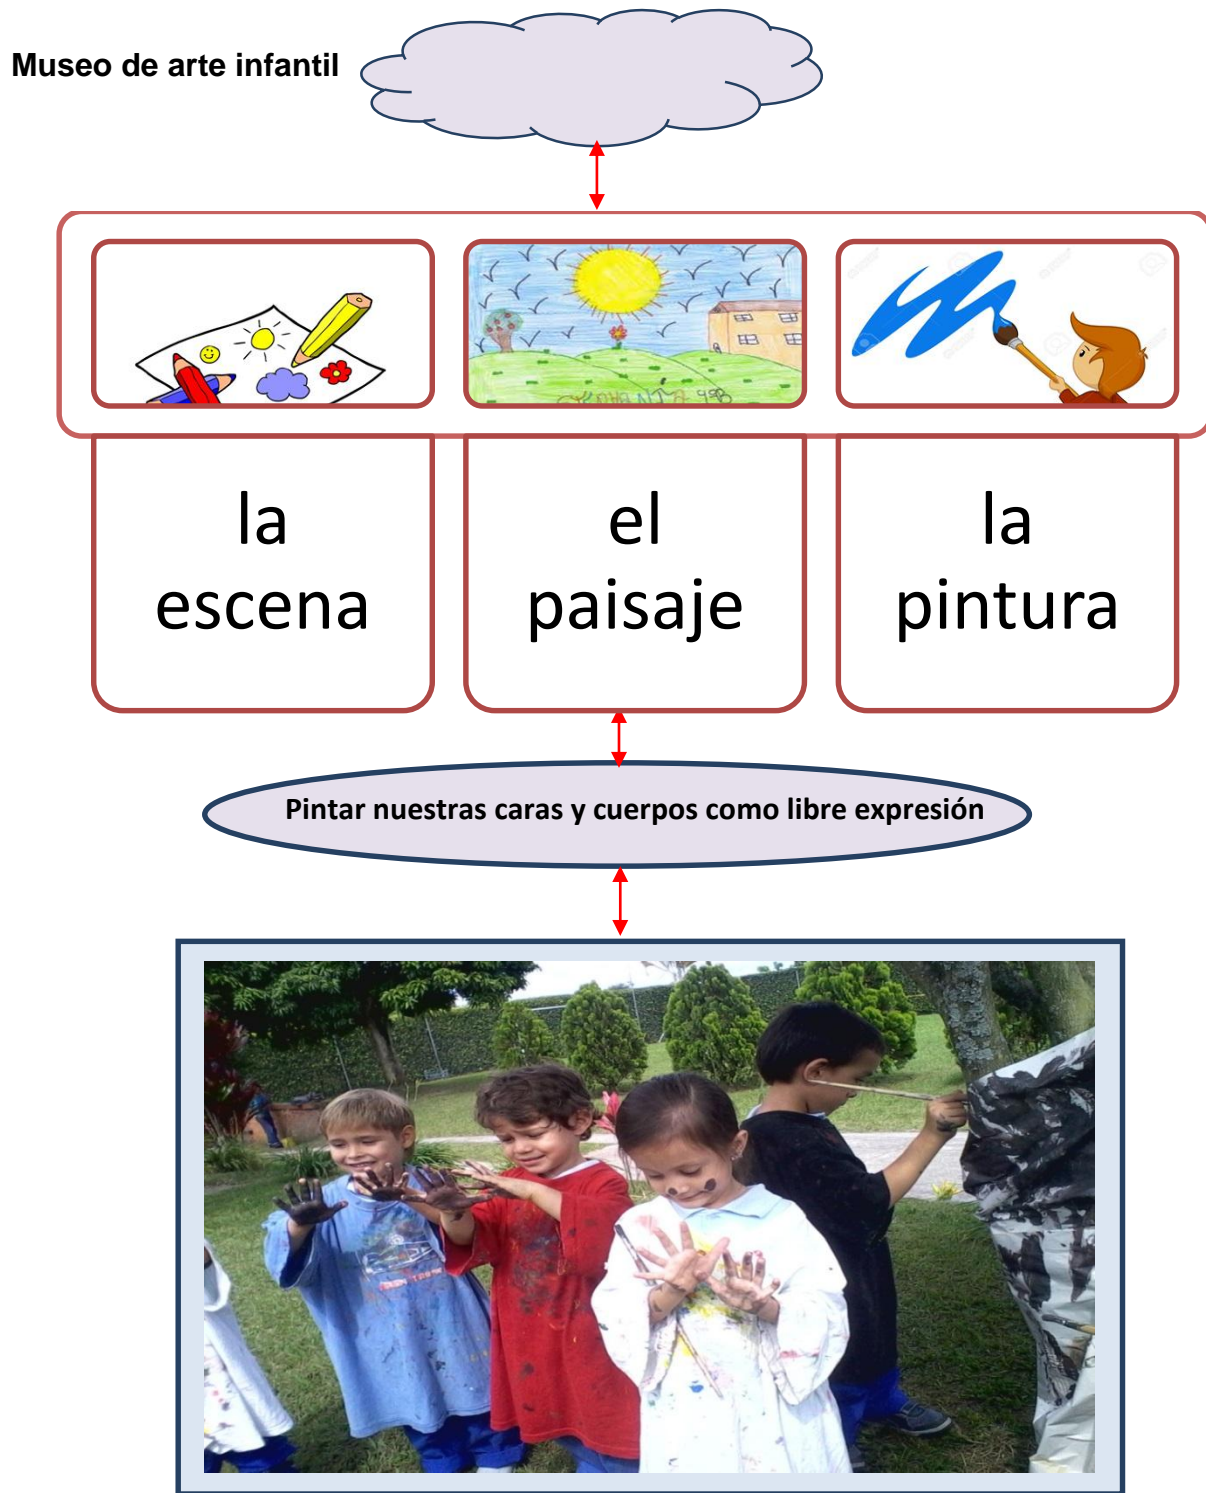 Museo de arte infantil
la
escena
el
paisaje
la
pintura
Pintar nuestras caras y cuerpos como libre expresión